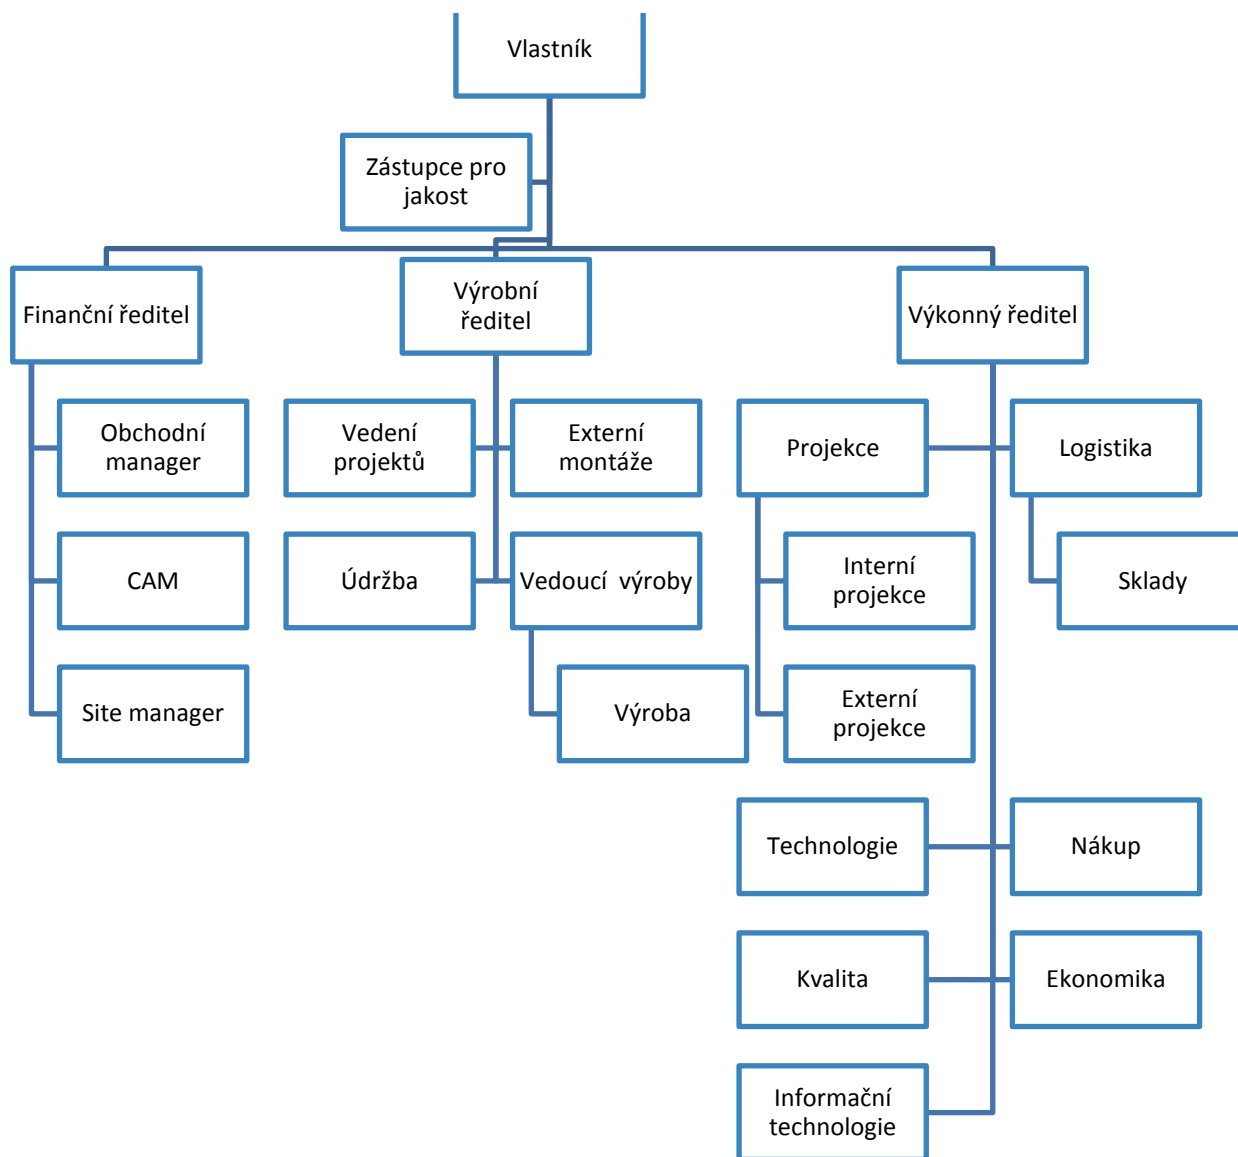 Vlastník
Zástupce pro
jakost
Finanční ředitel
Výrobní
ředitel
Výkonný ředitel
Obchodní
manager
Vedení
projektů
Externí
montáže
Projekce
Logistika
CAM
Údržba
Vedoucí výroby
Interní
projekce
Sklady
Site manager
Výroba
Externí
projekce
Technologie
Nákup
Kvalita
Ekonomika
Informační
technologie